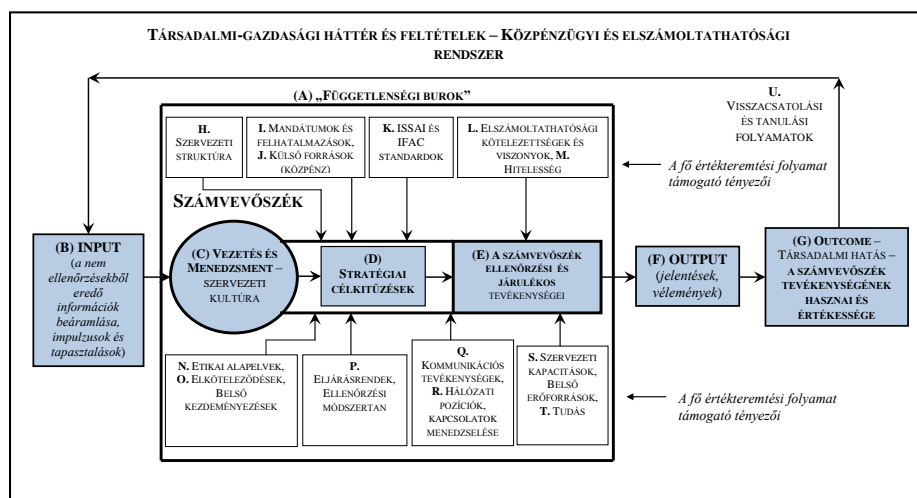 TÁRSADALMI-GAZDASÁGI HÁTTÉR ÉS FELTÉTELEK – KÖZPÉNZÜGYI ÉS ELSZÁMOLTATHATÓSÁGI
RENDSZER
(A) „FÜGGETLENSÉGI BUROK”
U.
VISSZACSATOLÁSI
ÉS TANULÁSI
FOLYAMATOK
H.
SZERVEZETI
STRUKTÚRA
I. MANDÁTUMOK ÉS
FELHATALMAZÁSOK,
J. KÜLSŐ FORRÁSOK
(KÖZPÉNZ)
K. ISSAI ÉS
IFAC
STANDARDOK
L. ELSZÁMOLTATHATÓSÁGI
KÖTELEZETTSÉGEK ÉS
VISZONYOK, M.
HITELESSÉG
A fő értékteremtési folyamat
támogató tényezői
SZÁMVEVŐSZÉK
(B) INPUT
(a nem
ellenőrzésekből
eredő
információk
beáramlása,
impulzusok és
tapasztalások)
(C) VEZETÉS ÉS
MENEDZSMENT –
SZERVEZETI
KULTÚRA
(D)
STRATÉGIAI
CÉLKITŰZÉSEK
(E) A SZÁMVEVŐSZÉK
ELLENŐRZÉSI ÉS
JÁRULÉKOS
TEVÉKENYSÉGEI
(F) OUTPUT
(jelentések,
vélemények)
(G) OUTCOME –
TÁRSADALMI HATÁS –
A SZÁMVEVŐSZÉK
TEVÉKENYSÉGÉNEK
HASZNAI ÉS
ÉRTÉKESSÉGE
N. ETIKAI ALAPELVEK,
O. ELKÖTELEZŐDÉSEK,
BELSŐ
KEZDEMÉNYEZÉSEK
P.
ELJÁRÁSRENDEK,
ELLENŐRZÉSI
MÓDSZERTAN
Q.
KOMMUNIKÁCIÓS
TEVÉKENYSÉGEK,
R. HÁLÓZATI
POZÍCIÓK,
KAPCSOLATOK
MENEDZSELÉSE
S. SZERVEZETI
KAPACITÁSOK,
BELSŐ
ERŐFORRÁSOK,
T. TUDÁS
A fő értékteremtési folyamat
támogató tényezői